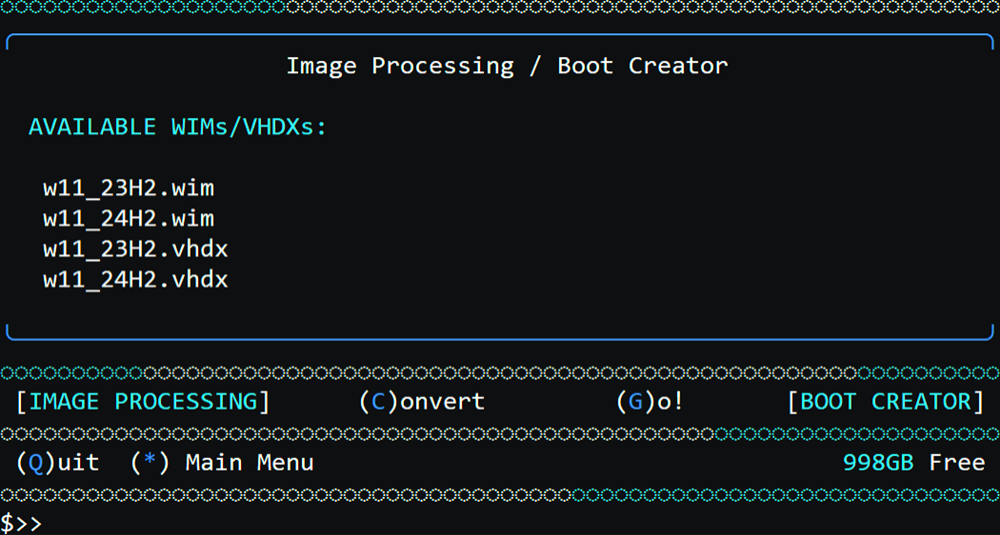 Image Processing / Boot Creator
AVAILABLE WIMs/VHDXs:
w11_23H2.wim
w11_24H2.wim
w11_23H2.vhdx
w11_24H2.vhdx
[IMAGE PROCESSING] (C)onvert (G)o! [BOOT CREATOR]
(Q)uit (*) Main Menu 998GB Free
$>>